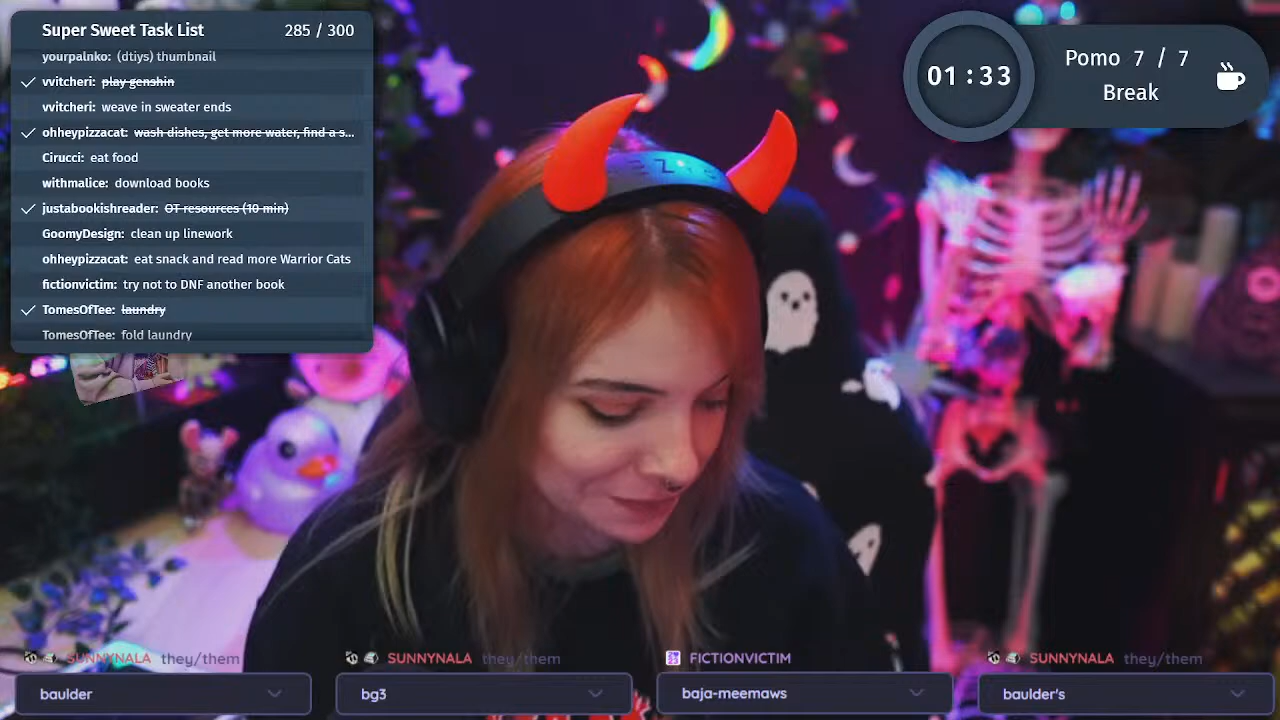 Super Sweet Task List 285 / 300
yourpalnko: (dtiys) thumbnail
vvitcheri: play genshin
vvitcheri: weave in sweater ends
ohheypizzacat: wash dishes, get more water, find a s...
Cirucci: eat food
withmalice: download books
justabookishreader: OT resources (10 min)
GoomyDesign: clean up linework
ohheypizzacat: eat snack and read more Warrior Cats
fictionvictim: try not to DNF another book
TomesOfTee: laundry
TomesOfTee: fold laundry
01:33
Pomo 7 / 7
Break
SUNNYNALA they/them
baulder
SUNNYNALA they/them
bg3
FICTIONVICTIM
baja-meemaws
SUNNYNALA they/them
baulder's